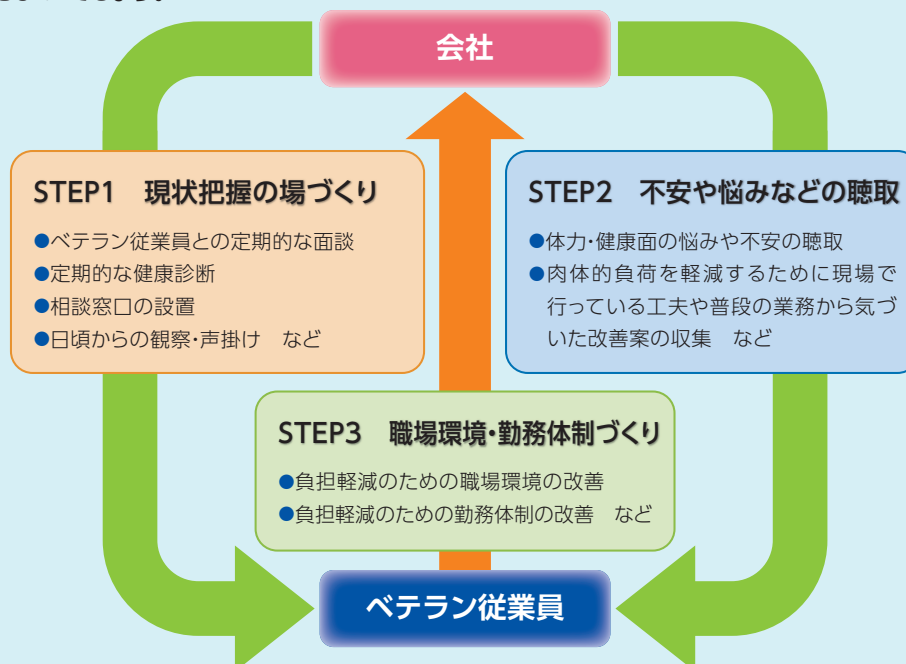 会社
STEP1 現状把握の場づくり
●ベテラン従業員との定期的な面談
●定期的な健康診断
●相談窓口の設置
●日頃からの観察・声掛け など
STEP2 不安や悩みなどの聴取
●体力・健康面の悩みや不安の聴取
●肉体的負荷を軽減するために現場で
行っている工夫や普段の業務から気づ
いた改善案の収集 など
STEP3 職場環境・勤務体制づくり
●負担軽減のための職場環境の改善
●負担軽減のための勤務体制の改善 など
ベテラン従業員